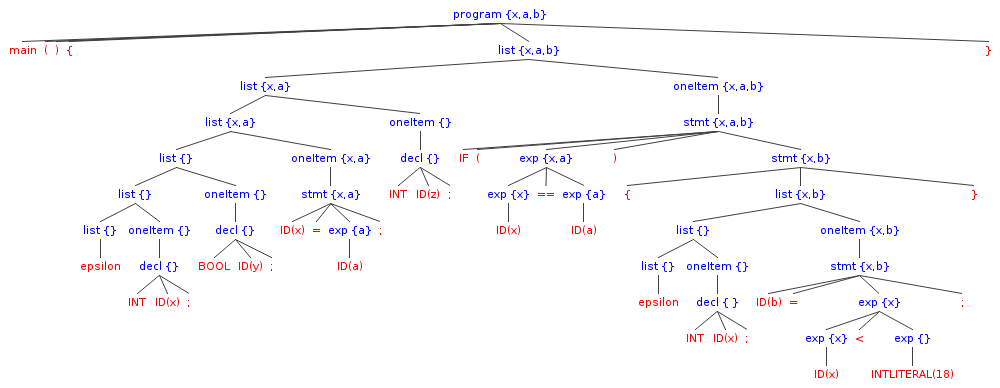 program {x,a,b}
main ( ) { list {x,a,b} }
list {x,a} oneItem {x,a,b}
list {x,a} oneItem {} stmt {x,a,b}
list {} oneItem {x,a} decl {} IF ( exp {x,a} ) stmt {x,b}
list {} oneItem {} stmt {x,a} INT ID(z) ; exp {x} == exp {a} { list {x,b} }
list {} oneItem {} decl {} ID(x) = exp {a} ; ID(x) ID(a) list {} oneItem {x,b}
epsilon decl {} BOOL ID(y) ; ID(a) list {} oneItem {} stmt {x,b}
INT ID(x) ; epsilon decl { } ID(b) = exp {x} ;
INT ID(x) ; exp {x} < exp {}
ID(x) INTLITERAL(18)